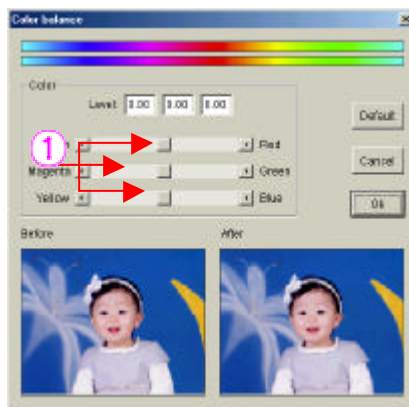 Color balance
Color
Level: 0.00 0.00 0.00
Default
1
Red
Magenta
Green
Cancel
Yellow
Blue
Ok
Before
After